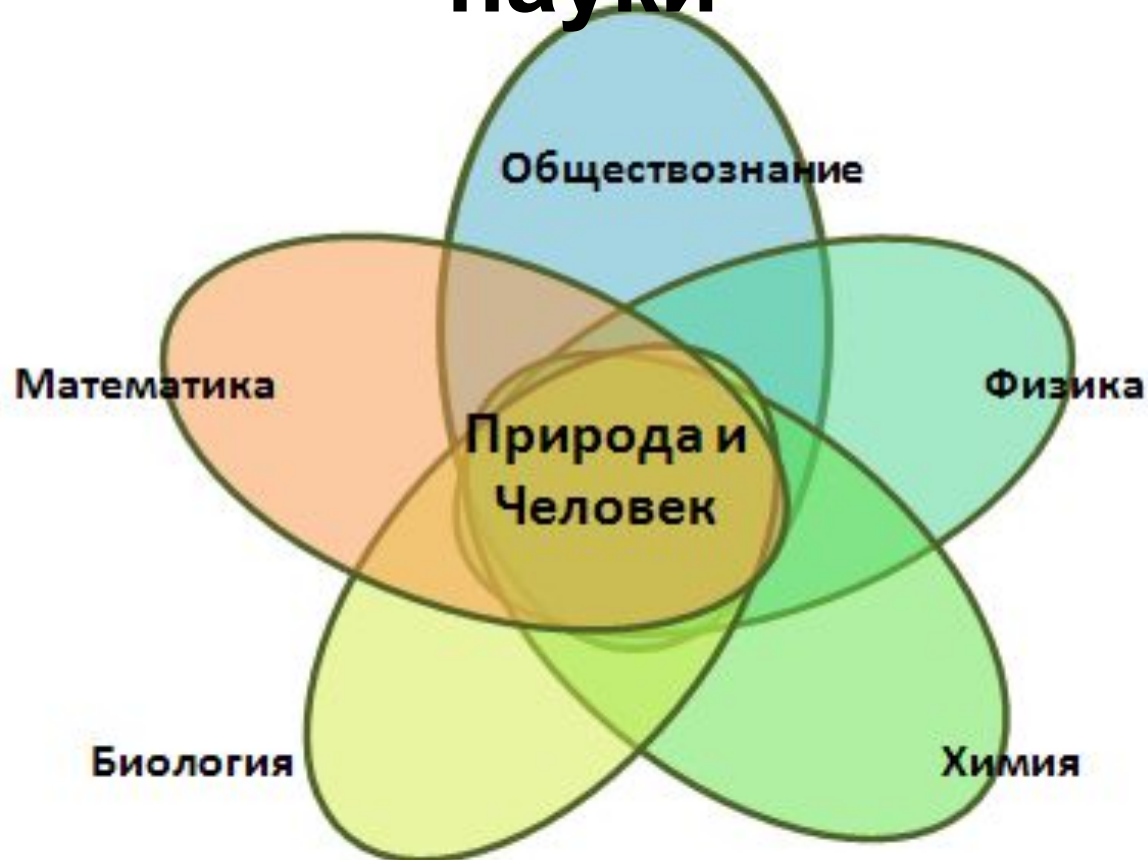 науки
Обществознание
Математика
Физика
Природа и
Человек
Биология
Химия